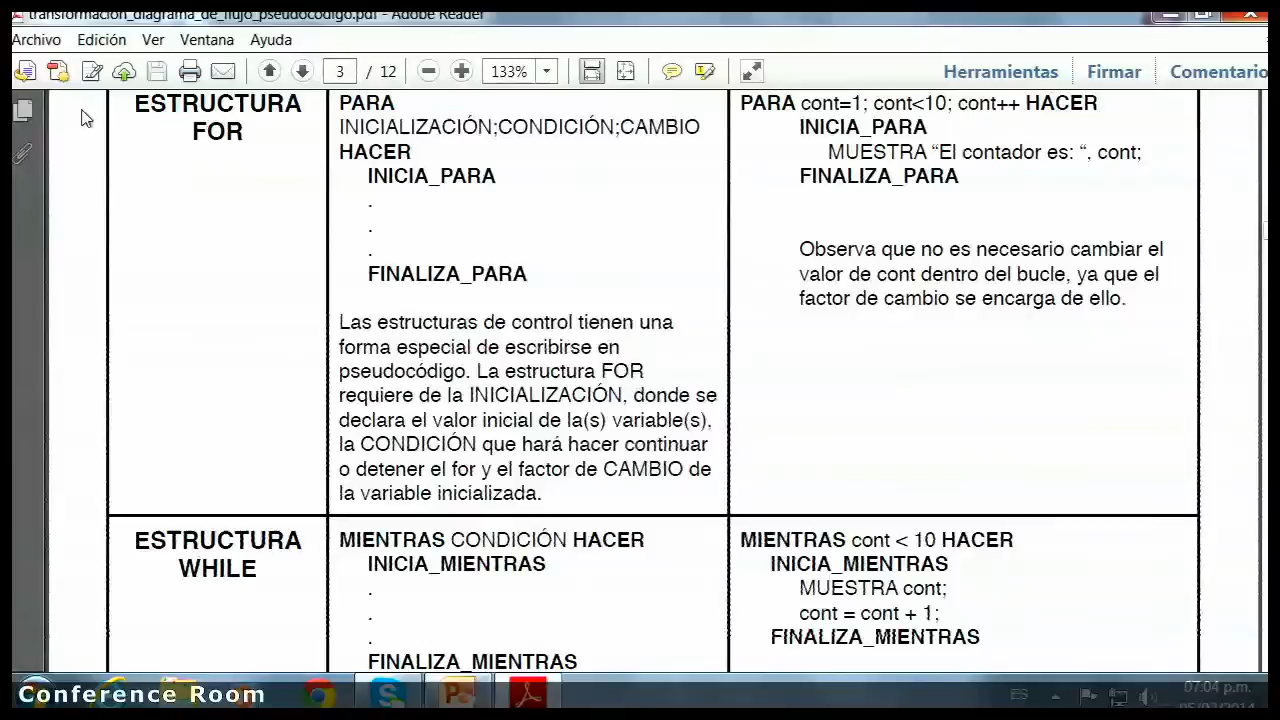 transformacion_diagrama_de_flujo_pseudocodigo.pdf - Adobe Reader
Archivo Edición Ver Ventana Ayuda
3 / 12 133% Herramientas Firmar Comentario
ESTRUCTURA
FOR
PARA
INICIALIZACIÓN;CONDICIÓN;CAMBIO
HACER
INICIA_PARA
.
.
.
FINALIZA_PARA
Las estructuras de control tienen una
forma especial de escribirse en
pseudocódigo. La estructura FOR
requiere de la INICIALIZACIÓN, donde se
declara el valor inicial de la(s) variable(s),
la CONDICIÓN que hará hacer continuar
o detener el for y el factor de CAMBIO de
la variable inicializada.
PARA cont=1; cont<10; cont++ HACER
INICIA_PARA
MUESTRA “El contador es: “, cont;
FINALIZA_PARA
Observa que no es necesario cambiar el
valor de cont dentro del bucle, ya que el
factor de cambio se encarga de ello.
ESTRUCTURA
WHILE
MIENTRAS CONDICIÓN HACER
INICIA_MIENTRAS
.
.
.
FINALIZA_MIENTRAS
MIENTRAS cont < 10 HACER
INICIA_MIENTRAS
MUESTRA cont;
cont = cont + 1;
FINALIZA_MIENTRAS
Conference Room
ES
07:04 p.m.
05/03/2014